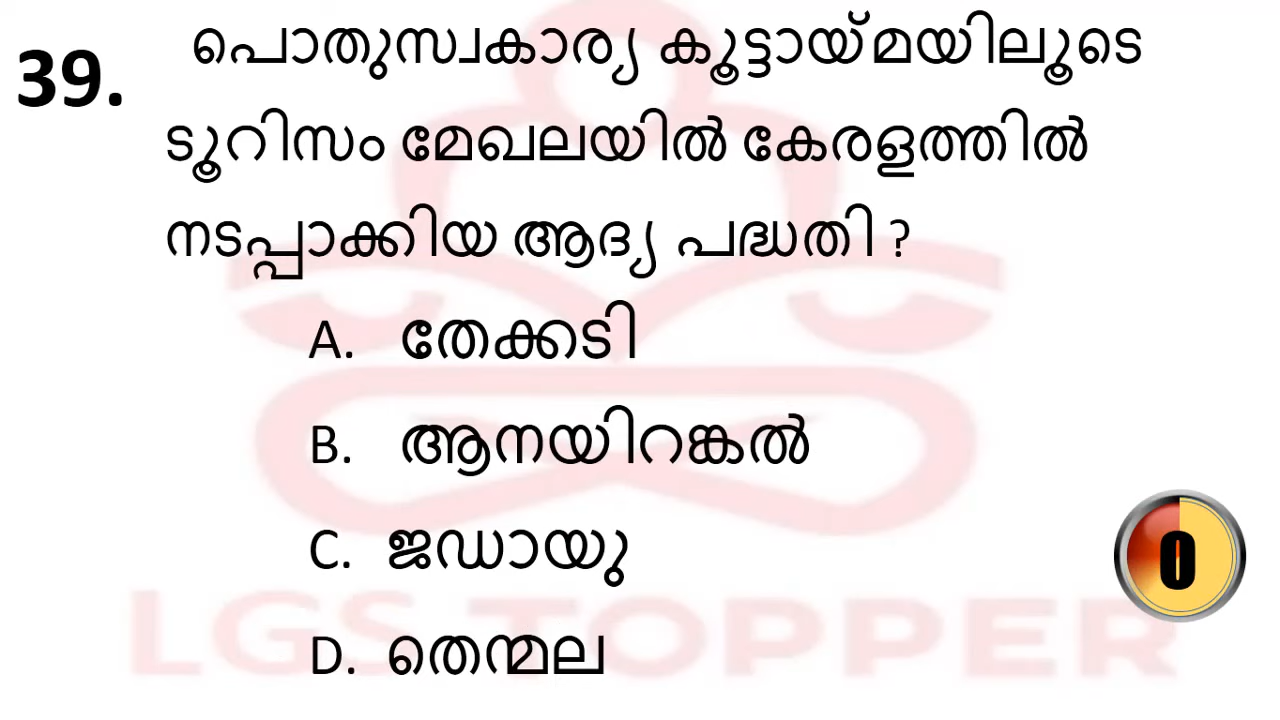 39. പൊതുസ്വകാര്യ കൂട്ടായ്മയിലൂടെ
ടൂറിസം മേഖലയിൽ കേരളത്തിൽ
നടപ്പാക്കിയ ആദ്യ പദ്ധതി ?
A. തേക്കടി
B. ആനയിറങ്കൽ
C. ജഡായു
D. തെന്മല
0
LGS TOPPER